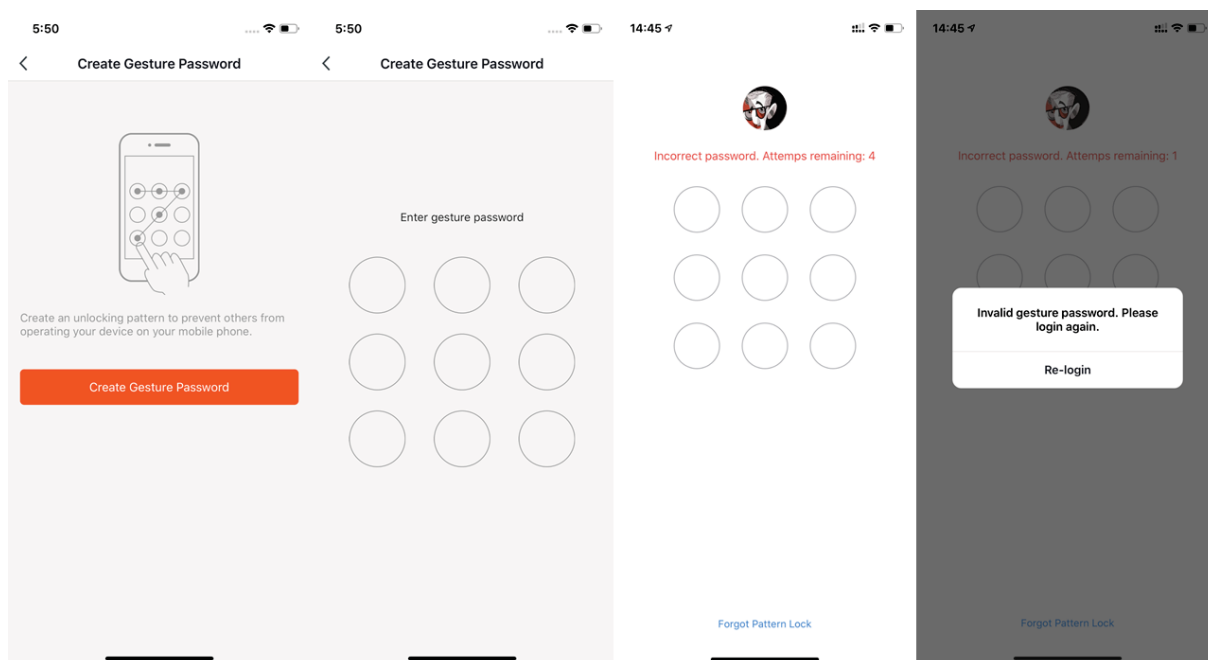 5:50
Create Gesture Password
Create an unlocking pattern to prevent others from
operating your device on your mobile phone.
Create Gesture Password
5:50
Create Gesture Password
Enter gesture password
14:45
Incorrect password. Attemps remaining: 4
Forgot Pattern Lock
14:45
Incorrect password. Attemps remaining: 1
Invalid gesture password. Please
login again.
Re-login
Forgot Pattern Lock